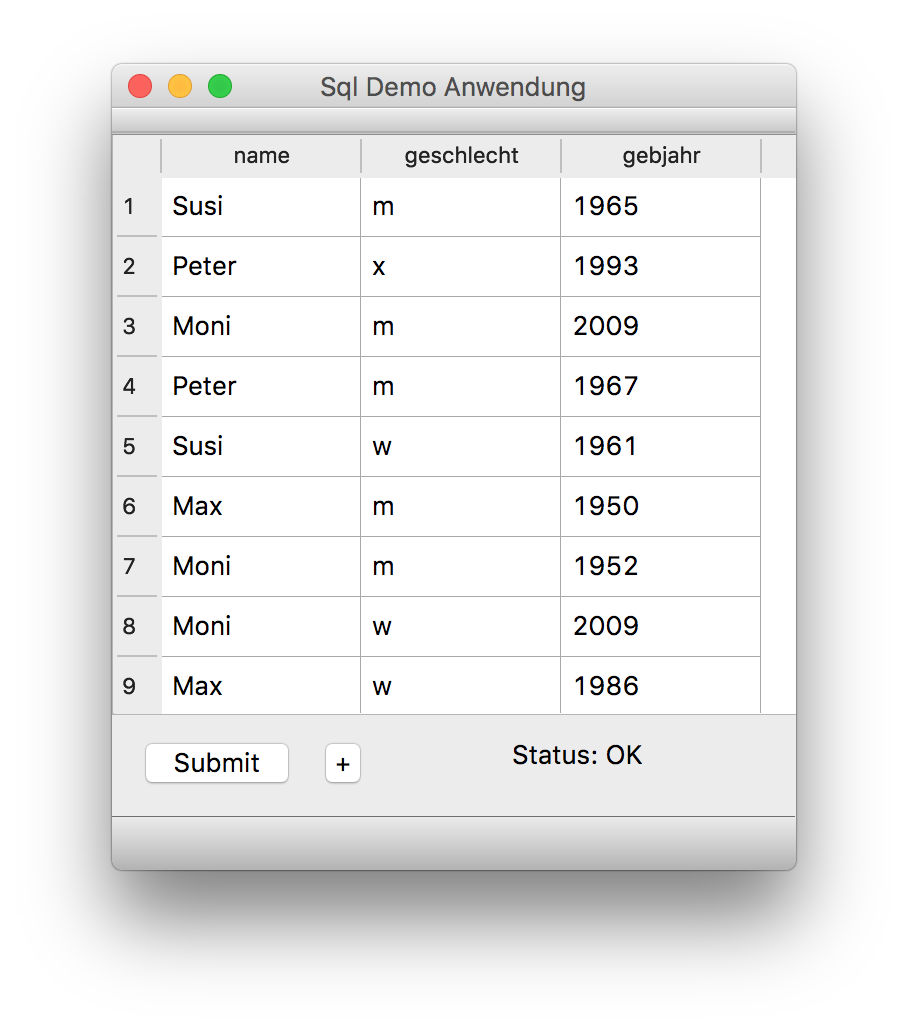 Sql Demo Anwendung
name geschlecht gebjahr
1 Susi m 1965
2 Peter x 1993
3 Moni m 2009
4 Peter m 1967
5 Susi w 1961
6 Max m 1950
7 Moni m 1952
8 Moni w 2009
9 Max w 1986
Submit + Status: OK